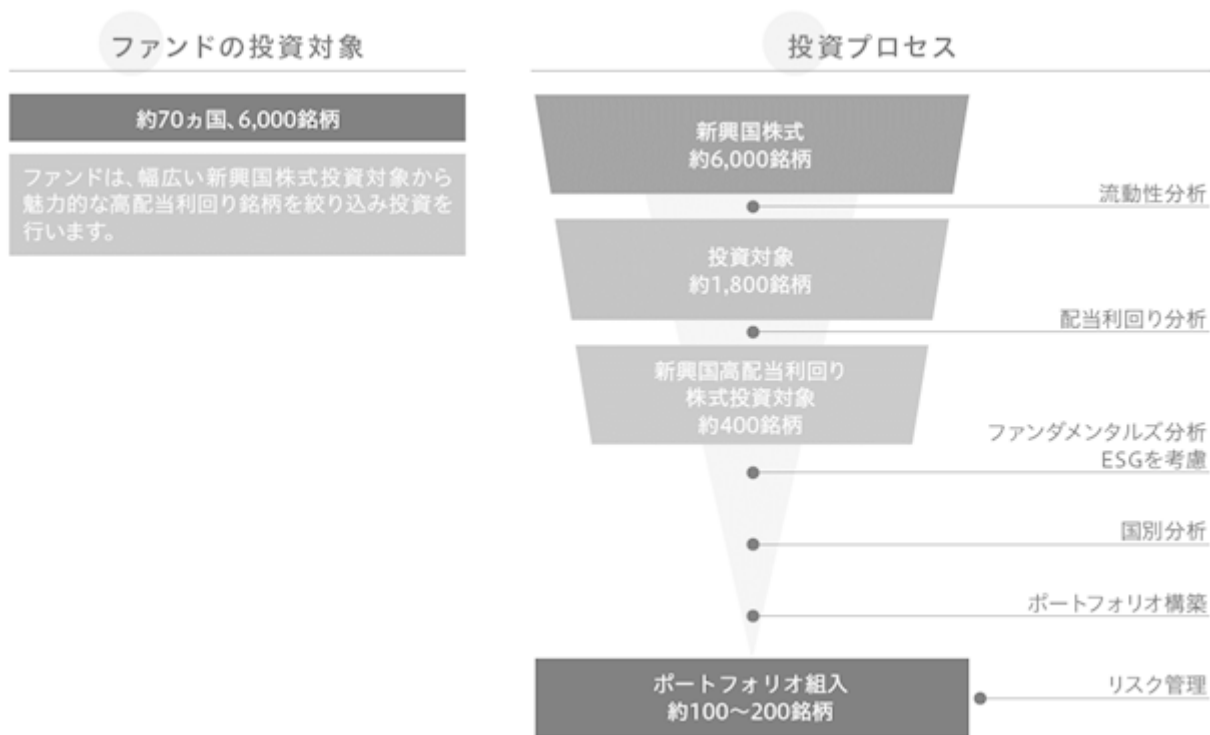 ファンドの投資対象
約70ヵ国、6,000銘柄
ファンドは、幅広い新興国株式投資対象から
魅力的な高配当利回り銘柄を絞り込み投資を
行います。
投資プロセス
新興国株式
約6,000銘柄
流動性分析
投資対象
約1,800銘柄
配当利回り分析
新興国高配当利回り
株式投資対象
約400銘柄
ファンダメンタルズ分析
ESGを考慮
国別分析
ポートフォリオ構築
ポートフォリオ組入
約100〜200銘柄
リスク管理